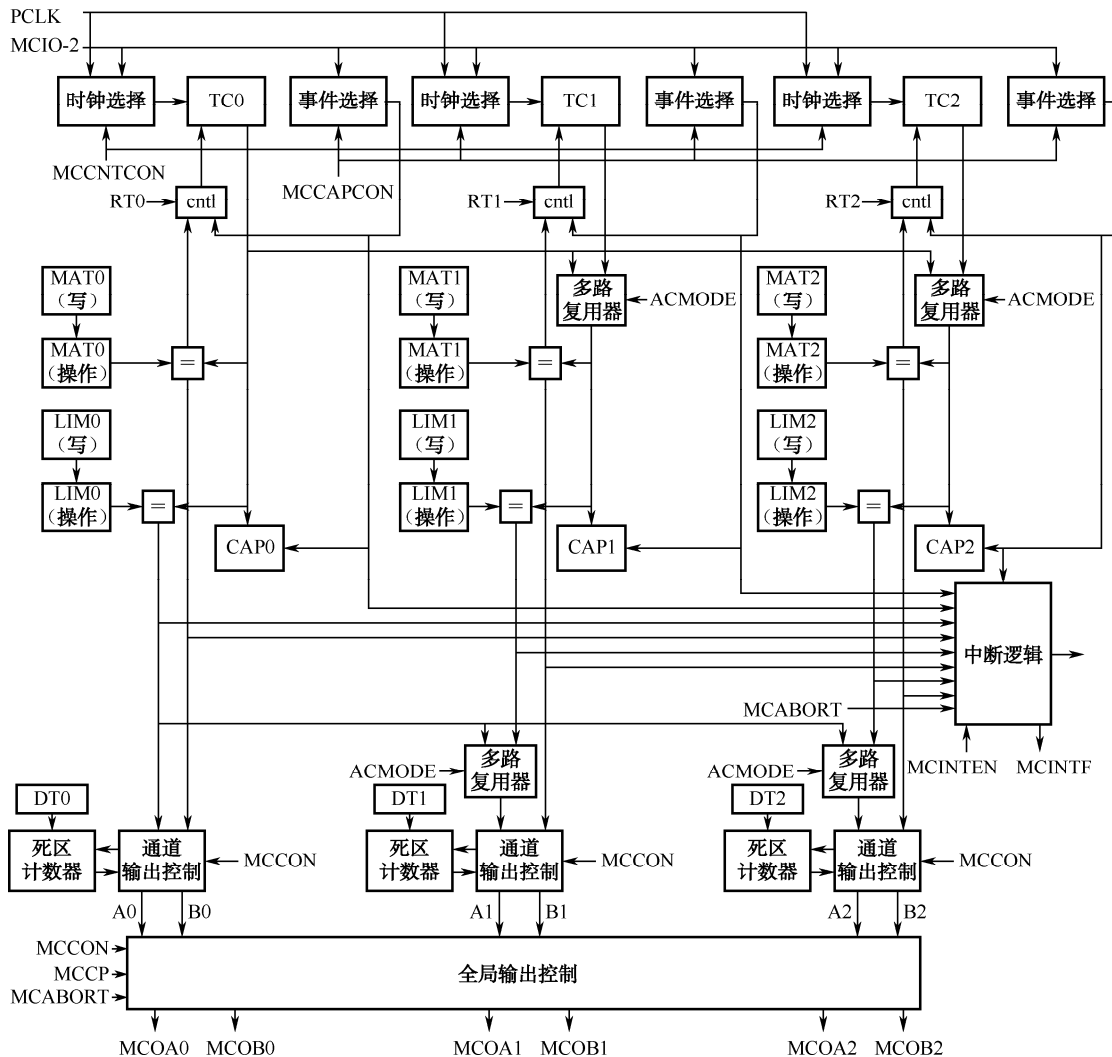 PCLK
MCIO-2
时钟选择 TC0 事件选择 时钟选择 TC1 事件选择 时钟选择 TC2 事件选择
MCCNTCON MCCAPCON
RT0 cntl RT1 cntl RT2 cntl
MAT0 MAT1 MAT2
（写） （写） （写）
多路 ACMODE 多路 ACMODE
复用器 复用器
MAT0 = MAT1 = MAT2 =
（操作） （操作） （操作）
LIM0 LIM1 LIM2
（写） （写） （写）
LIM0 = LIM1 = LIM2 =
（操作） （操作） （操作）
CAP0 CAP1 CAP2
中断逻辑
MCABORT
MCINTEN MCINTF
ACMODE 多路 ACMODE 多路
复用器 复用器
DT0 DT1 DT2
死区 通道 MCCON 死区 通道 MCCON 死区 通道 MCCON
计数器 输出控制 计数器 输出控制 计数器 输出控制
A0 B0 A1 B1 A2 B2
MCCON
MCCP 全局输出控制
MCABORT
MCOA0 MCOB0 MCOA1 MCOB1 MCOA2 MCOB2